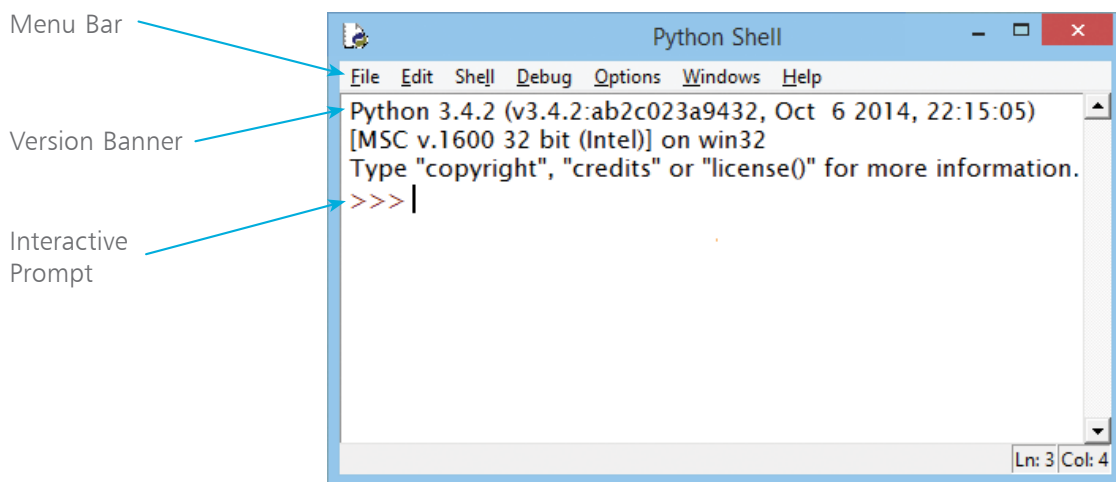 Menu Bar
Python Shell
File Edit Shell Debug Options Windows Help
Version Banner
Python 3.4.2 (v3.4.2:ab2c023a9432, Oct  6 2014, 22:15:05)
[MSC v.1600 32 bit (Intel)] on win32
Type "copyright", "credits" or "license()" for more information.
>>>
Interactive
Prompt
Ln: 3 Col: 4